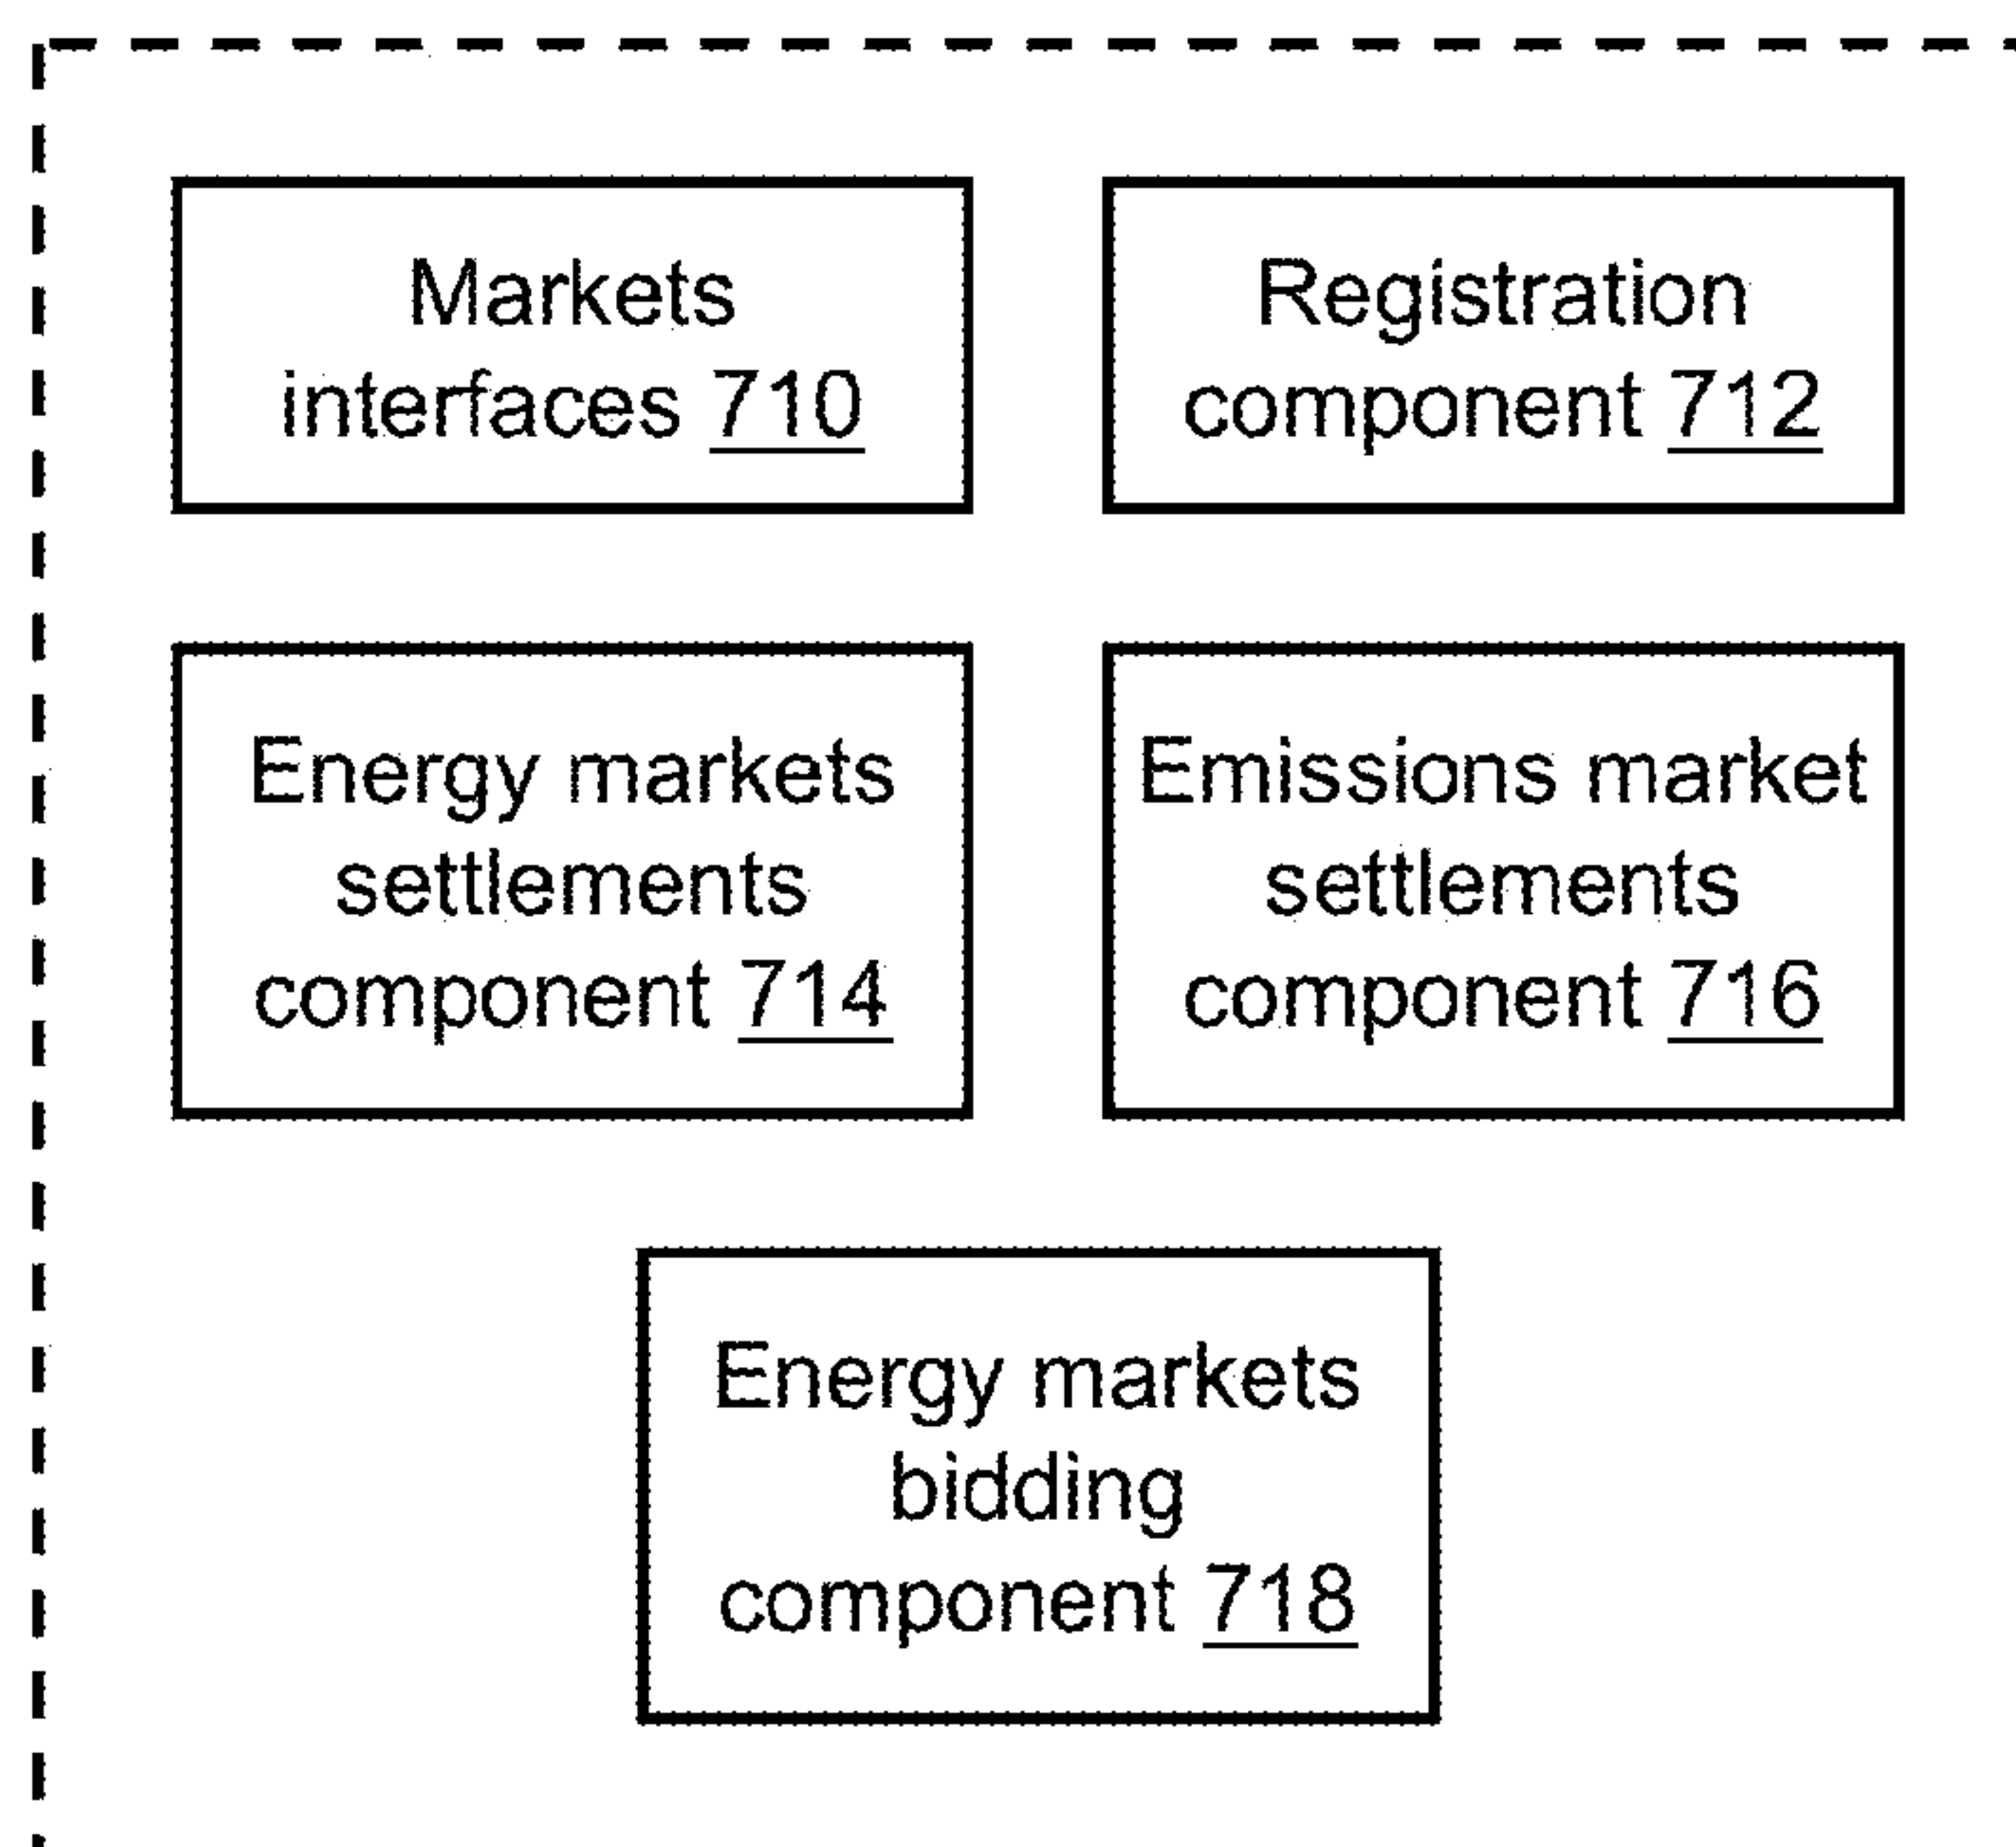 Markets
interfaces 710
Registration
component 712
Energy markets
settlements
component 714
Emissions market
settlements
component 716
Energy markets
bidding
component 718